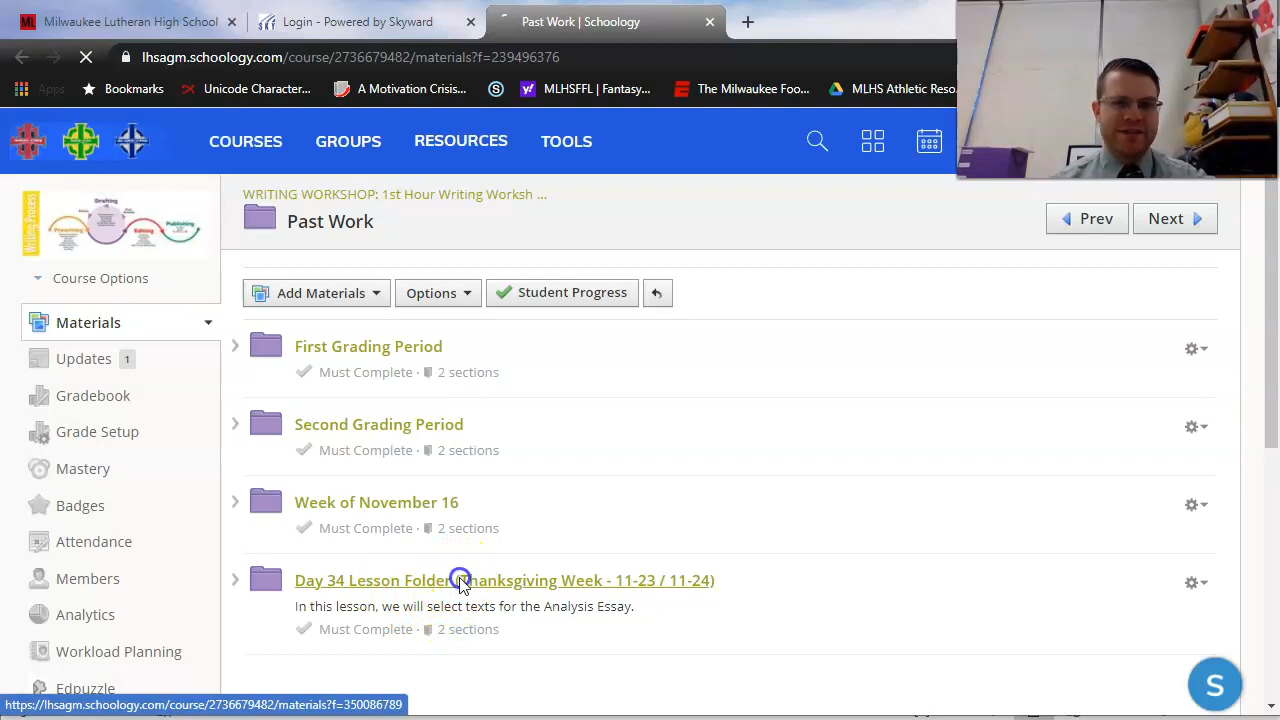 Milwaukee Lutheran High School
Login - Powered by Skyward
Past Work | Schoology
lhsagm.schoology.com/course/2736679482/materials?f=239496376
Apps
Bookmarks
Unicode Character...
A Motivation Crisis...
MLHSFFL | Fantasy...
The Milwaukee Foo...
MLHS Athletic Reso
COURSES
GROUPS
RESOURCES
TOOLS
WRITING WORKSHOP: 1st Hour Writing Worksh ...
Past Work
Prev
Next
Writing Process
Drafting
Editing
Publishing
Course Options
Add Materials
Options
Student Progress
Materials
Updates 1
Gradebook
Grade Setup
Mastery
Badges
Attendance
Members
Analytics
Workload Planning
Edpuzzle
First Grading Period
Must Complete · 2 sections
Second Grading Period
Must Complete · 2 sections
Week of November 16
Must Complete · 2 sections
Day 34 Lesson Folder (Thanksgiving Week - 11-23 / 11-24)
In this lesson, we will select texts for the Analysis Essay.
Must Complete · 2 sections
S
https://lhsagm.schoology.com/course/2736679482/materials?f=350086789